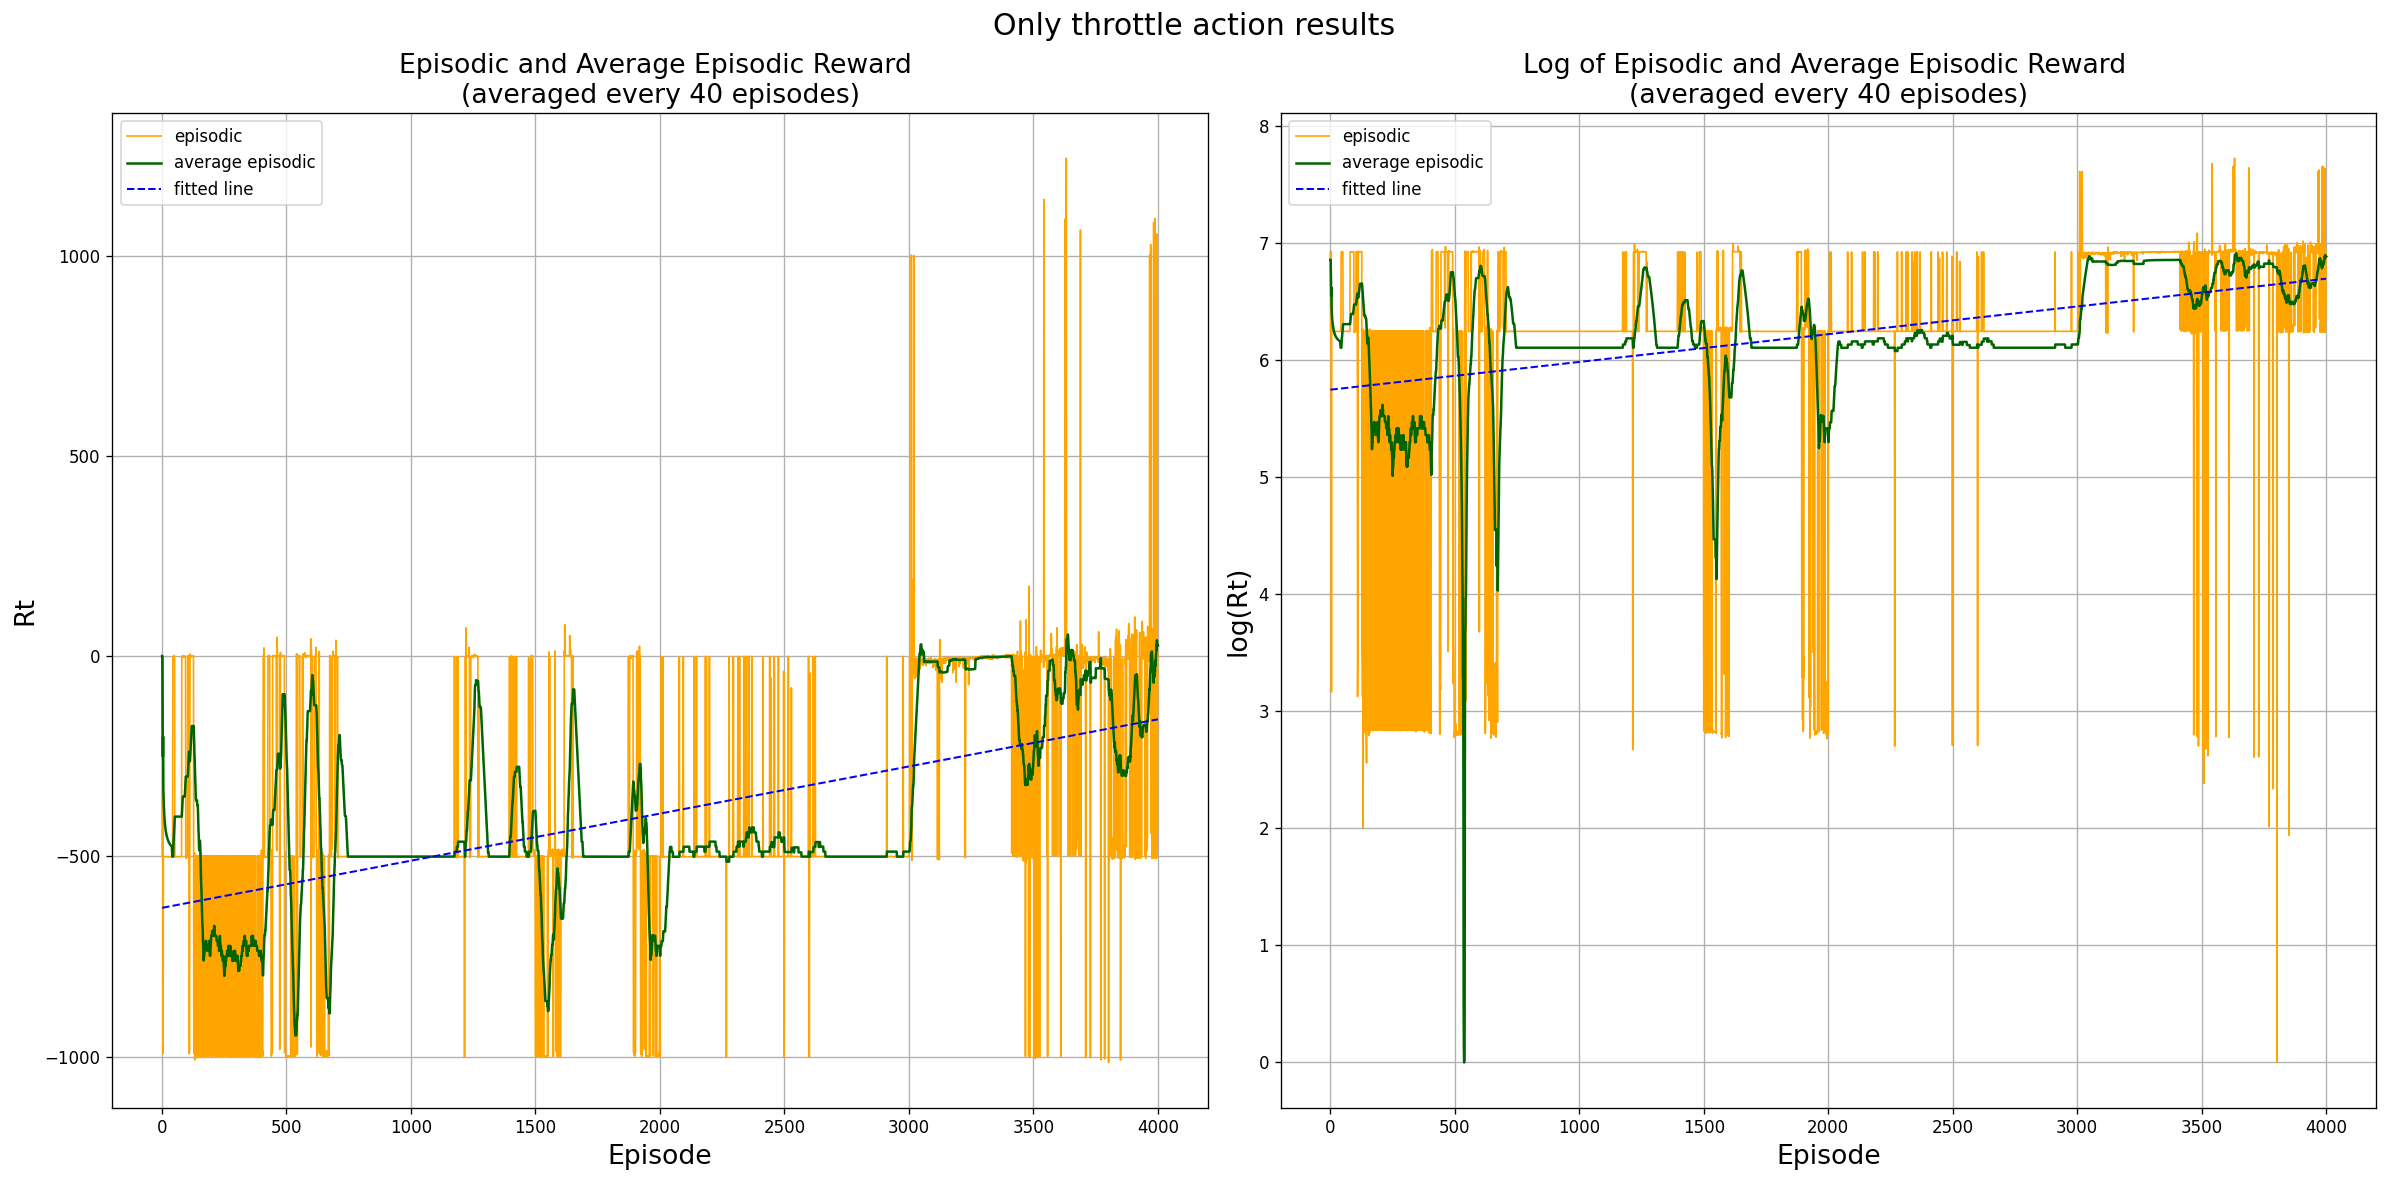 Only throttle action results
Episodic and Average Episodic Reward
(averaged every 40 episodes)
episodic
average episodic
fitted line
1000
500
0
−500
−1000
Rt
0 500 1000 1500 2000 2500 3000 3500 4000
Episode
Log of Episodic and Average Episodic Reward
(averaged every 40 episodes)
episodic
average episodic
fitted line
8
7
6
5
4
3
2
1
0
log(Rt)
0 500 1000 1500 2000 2500 3000 3500 4000
Episode